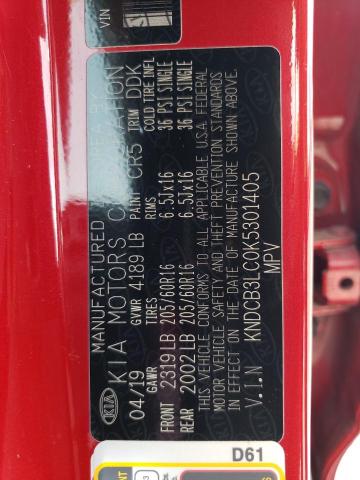 MANUFACTURED
KIA MOTORS
04/19 GVWR 4189 LB PAINT CR5 TRIM DDK
GAWR TIRES RIMS COLD TIRE INFL
FRONT 2319 LB 205/60R16 6.5JX16 36 PSI SINGLE
REAR 2002 LB 205/60R16 6.5JX16 36 PSI SINGLE
THIS VEHICLE CONFORMS TO ALL APPLICABLE U.S.A. FEDERAL
MOTOR VEHICLE SAFETY AND THEFT PREVENTION STANDARDS
IN EFFECT ON THE DATE OF MANUFACTURE SHOWN ABOVE.
V.I.N KNDCB3LC0K5301405
MPV
KIA
VIN
D61